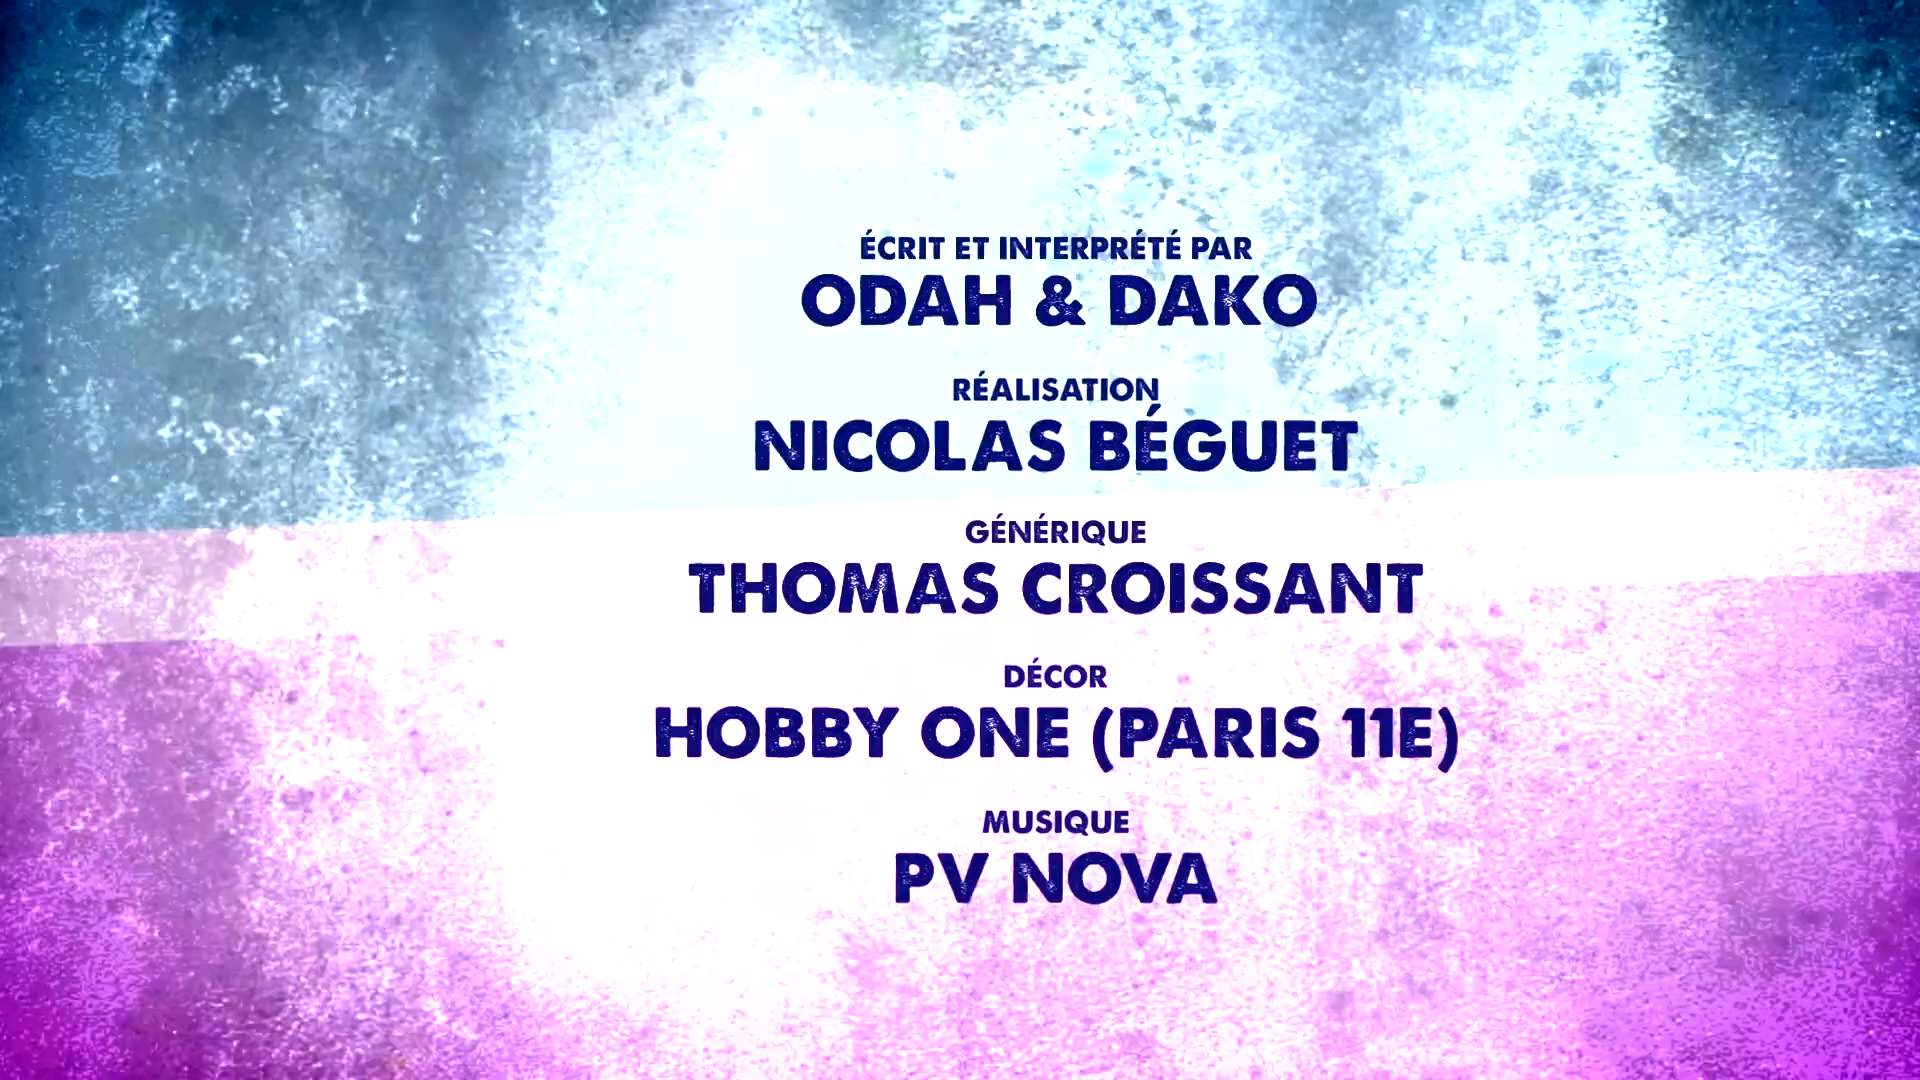 ÉCRIT ET INTERPRÉTÉ PAR
ODAH & DAKO
RÉALISATION
NICOLAS BÉGUET
GÉNÉRIQUE
THOMAS CROISSANT
DÉCOR
HOBBY ONE (PARIS 11E)
MUSIQUE
PV NOVA